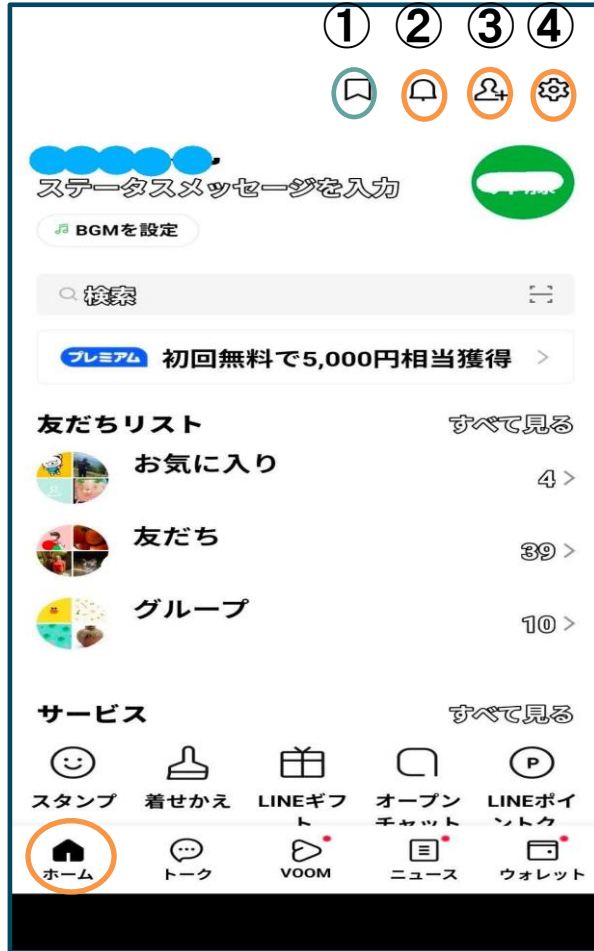 ① ② ③ ④
ステータスメッセージを入力
BGMを設定
検索
プレミアム 初回無料で5,000円相当獲得
友だちリスト すべて見る
お気に入り
4
友だち
39
グループ
10
サービス すべて見る
スタンプ 着せかえ LINEギフ オープン LINEポイ
ト チャット ントク
ホーム トーク VOOM ニュース ウォレット